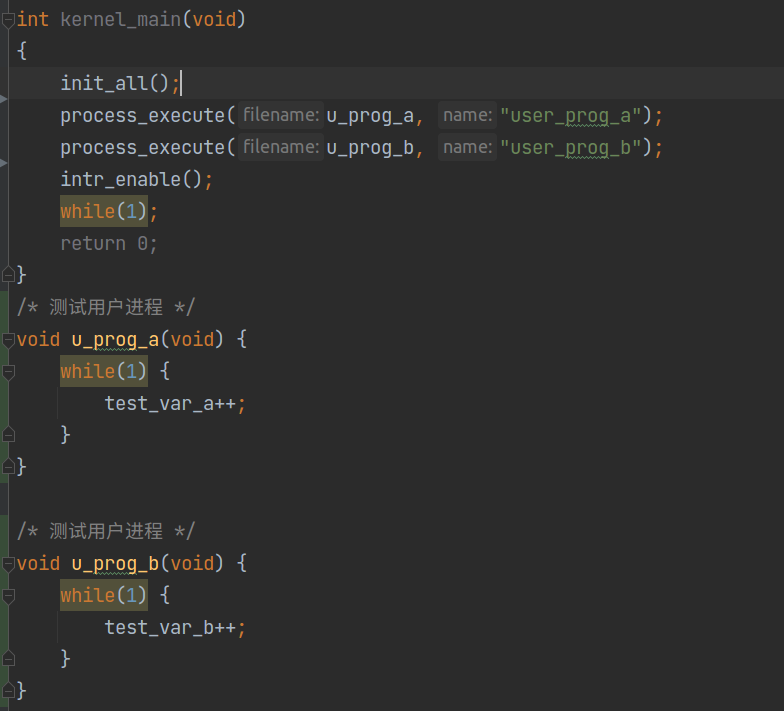 int kernel_main(void)
{
    init_all();
    process_execute( filename: u_prog_a,  name: "user_prog_a");
    process_execute( filename: u_prog_b,  name: "user_prog_b");
    intr_enable();
    while(1);
    return 0;
}
/* 测试用户进程 */
void u_prog_a(void) {
    while(1) {
        test_var_a++;
    }
}
/* 测试用户进程 */
void u_prog_b(void) {
    while(1) {
        test_var_b++;
    }
}